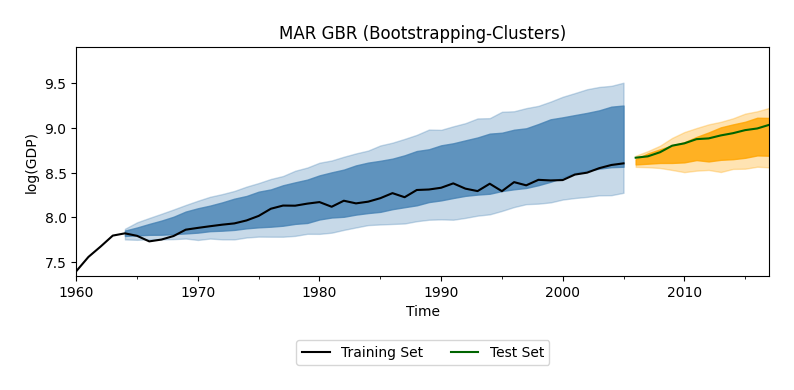 MAR GBR (Bootstrapping-Clusters)
log(GDP)
9.5
9.0
8.5
8.0
7.5
1960 1970 1980 1990 2000 2010
Time
Training Set Test Set